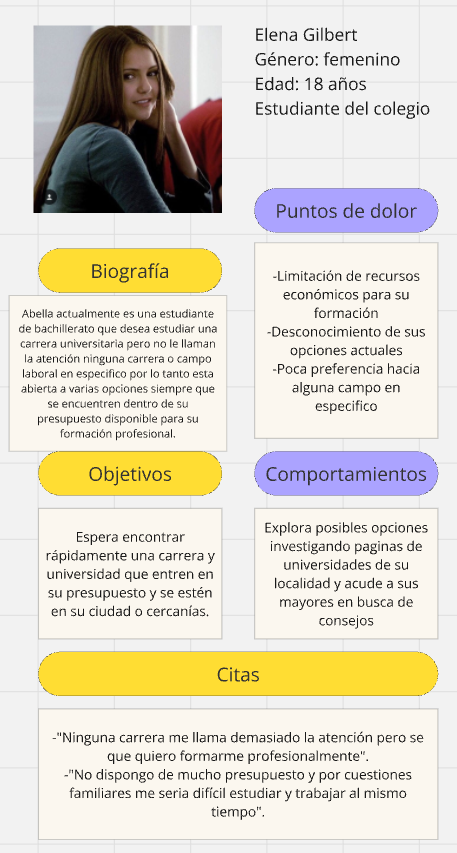 Elena Gilbert
Género: femenino
Edad: 18 años
Estudiante del colegio
Puntos de dolor
-Limitación de recursos
económicos para su
formación
-Desconocimiento de sus
opciones actuales
-Poca preferencia hacia
alguna campo en
especifico
Biografía
Abella actualmente es una estudiante
de bachillerato que desea estudiar una
carrera universitaria pero no le llaman
la atención ninguna carrera o campo
laboral en especifico por lo tanto esta
abierta a varias opciones siempre que
se encuentren dentro de su
presupuesto disponible para su
formación profesional.
Objetivos
Espera encontrar
rápidamente una carrera y
universidad que entren en
su presupuesto y se estén
en su ciudad o cercanías.
Comportamientos
Explora posibles opciones
investigando paginas de
universidades de su
localidad y acude a sus
mayores en busca de
consejos
Citas
-"Ninguna carrera me llama demasiado la atención pero se
que quiero formarme profesionalmente".
-"No dispongo de mucho presupuesto y por cuestiones
familiares me seria difícil estudiar y trabajar al mismo
tiempo".